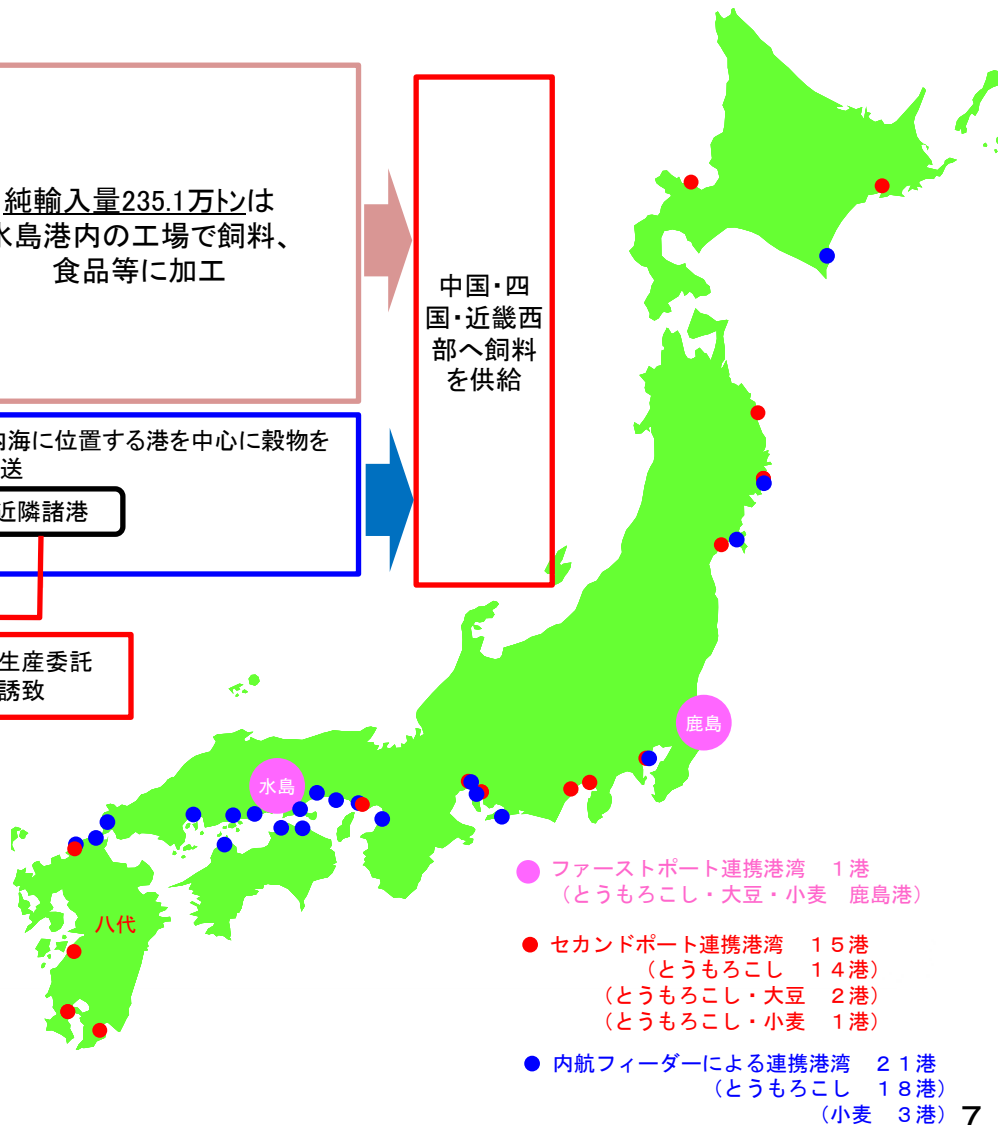 純輸入量235.1万トンは
水島港内の工場で飼料、
食品等に加工
中国・四
国・近畿西
部へ飼料
を供給
内海に位置する港を中心に穀物を
送
近隣諸港
生産委託
誘致
鹿島
水島
八代
ファーストポート連携港湾　１港
（とうもろこし・大豆・小麦　鹿島港）
セカンドポート連携港湾　１５港
（とうもろこし　１４港）
（とうもろこし・大豆　２港）
（とうもろこし・小麦　１港）
内航フィーダーによる連携港湾　２１港
（とうもろこし　１８港）
（小麦　３港）
7